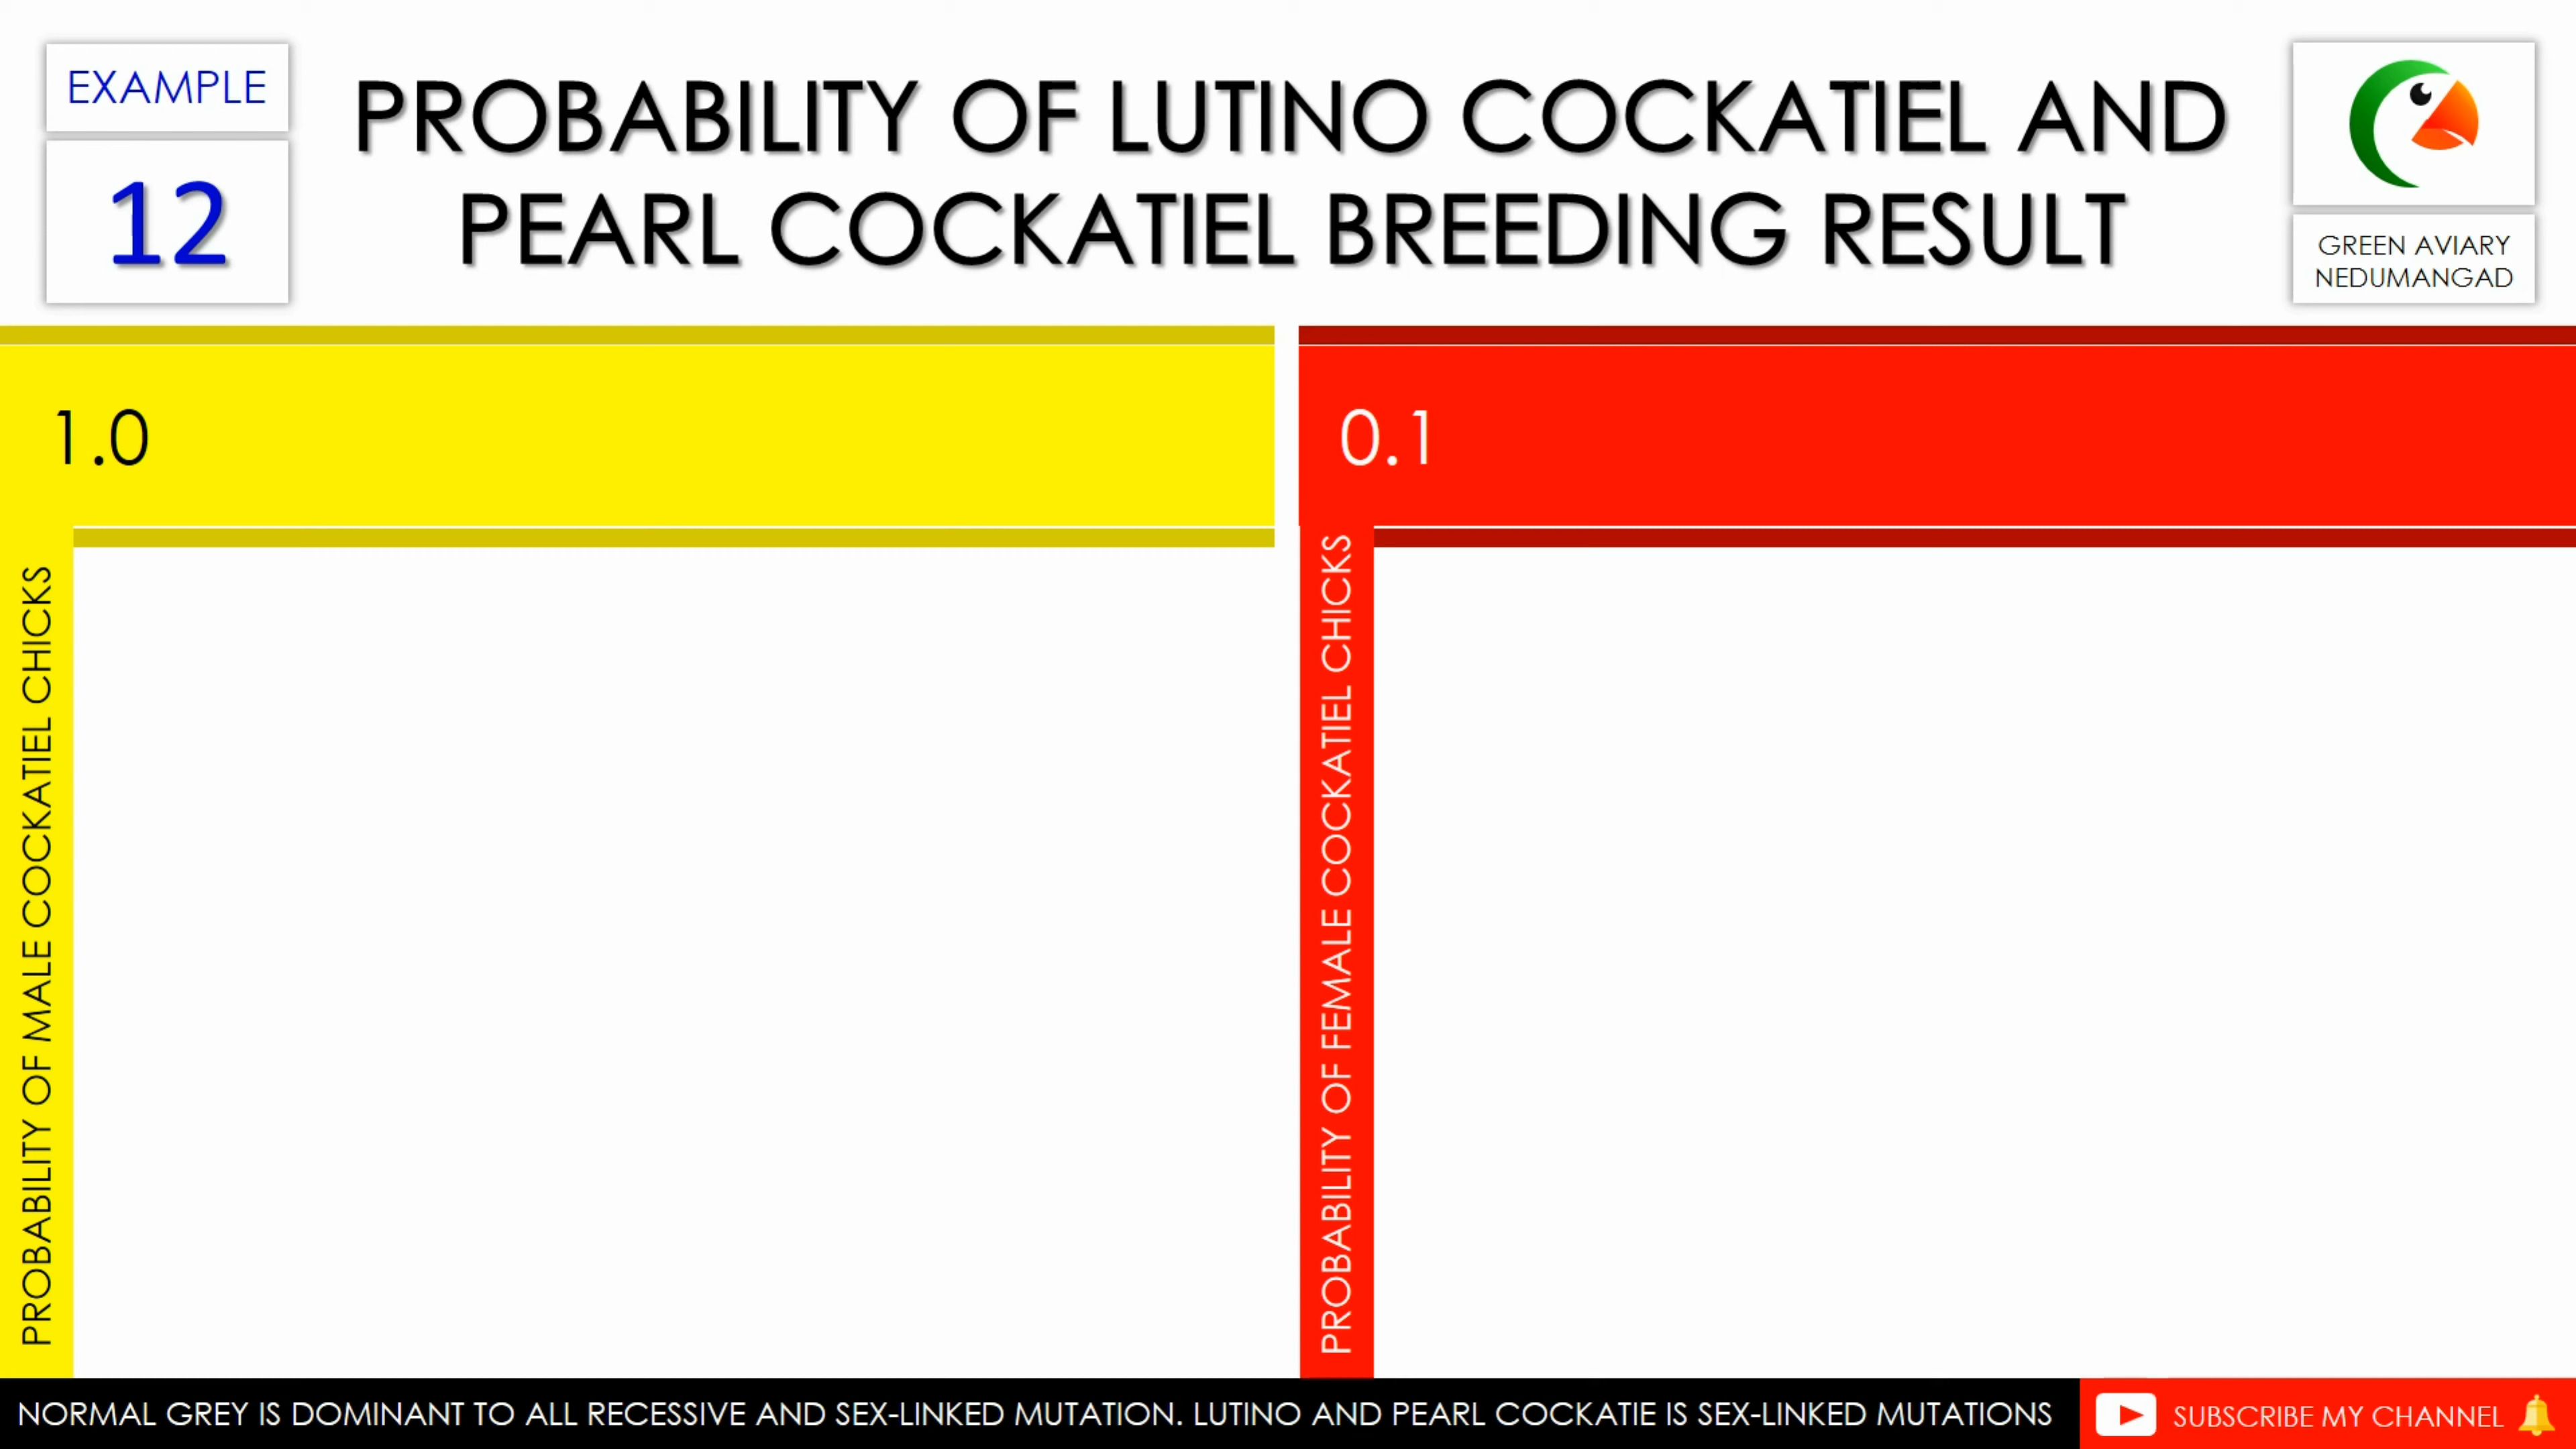 EXAMPLE
12
PROBABILITY OF LUTINO COCKATIEL AND
PEARL COCKATIEL BREEDING RESULT
GREEN AVIARY
NEDUMANGAD
1.0
0.1
PROBABILITY OF MALE COCKATIEL CHICKS
PROBABILITY OF FEMALE COCKATIEL CHICKS
NORMAL GREY IS DOMINANT TO ALL RECESSIVE AND SEX-LINKED MUTATION. LUTINO AND PEARL COCKATIE IS SEX-LINKED MUTATIONS
SUBSCRIBE MY CHANNEL